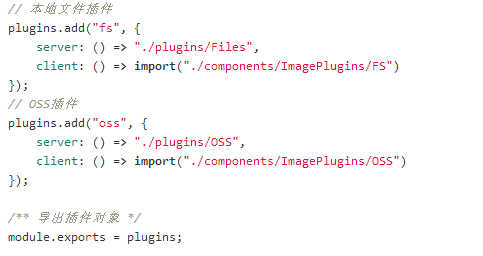 // 本地文件插件
plugins.add("fs", {
    server: () => "./plugins/Files",
    client: () => import("./components/ImagePlugins/FS")
});
// OSS插件
plugins.add("oss", {
    server: () => "./plugins/OSS",
    client: () => import("./components/ImagePlugins/OSS")
});

/** 导出插件对象 */
module.exports = plugins;